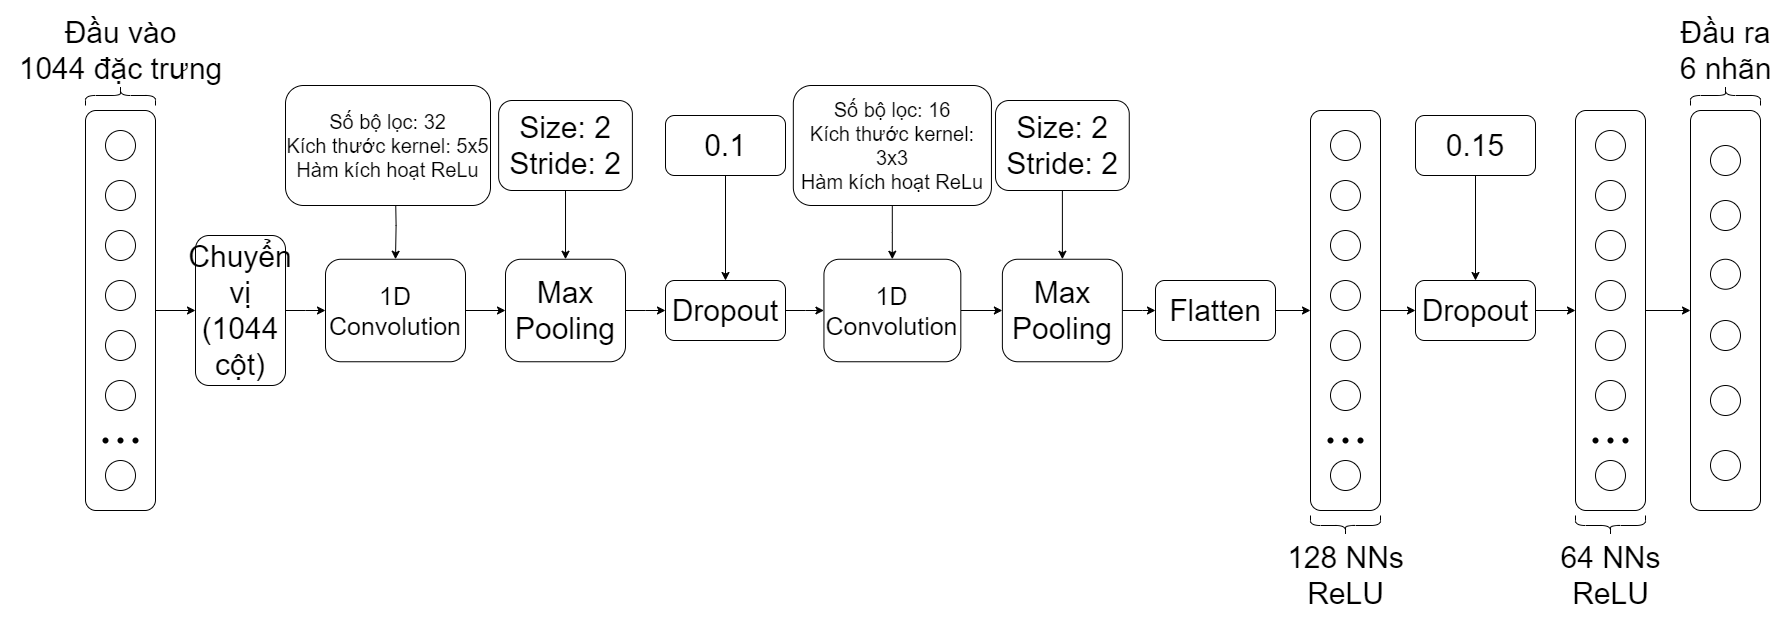 Đầu vào
1044 đặc trưng
Chuyển
vị
(1044
cột)
Số bộ lọc: 32
Kích thước kernel: 5x5
Hàm kích hoạt ReLu
1D
Convolution
Size: 2
Stride: 2
Max
Pooling
0.1
Dropout
Số bộ lọc: 16
Kích thước kernel:
3x3
Hàm kích hoạt ReLu
1D
Convolution
Size: 2
Stride: 2
Max
Pooling
Flatten
128 NNs
ReLU
0.15
Dropout
64 NNs
ReLU
Đầu ra
6 nhãn